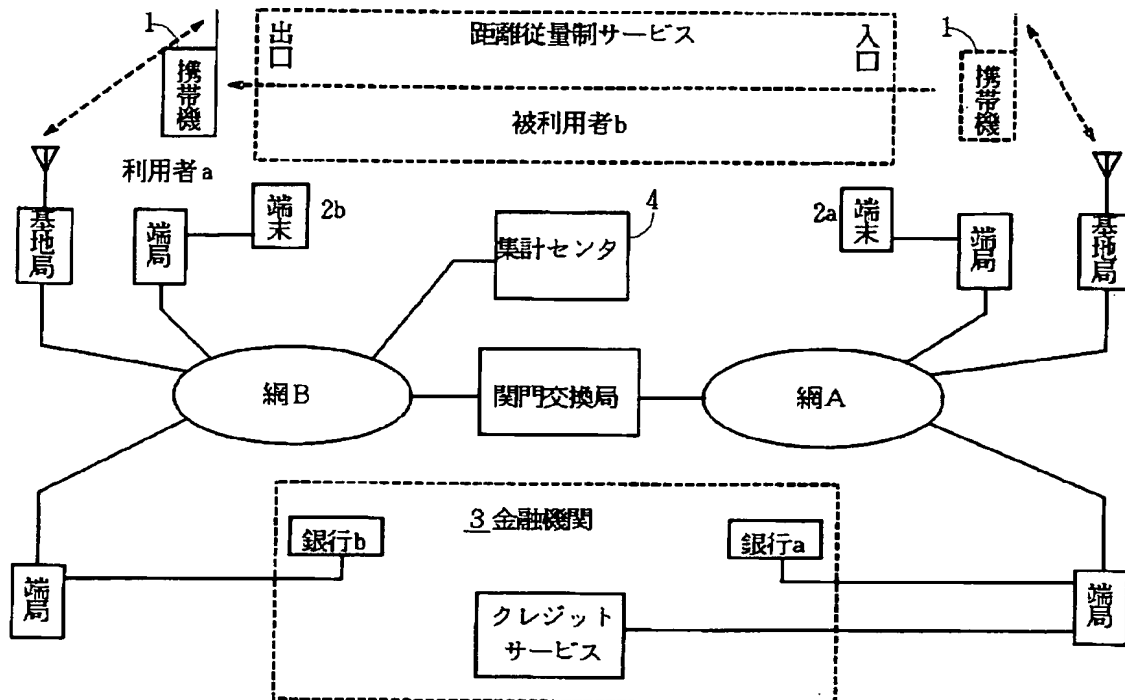 1
出口
距離従量制サービス
入口
1
携帯機
携帯機
被利用者b
利用者a
基地局
端局
端末
2b
4
集計センタ
2a
端末
端局
基地局
網B
関門交換局
網A
3 金融機関
銀行b
銀行a
端局
クレジット
サービス
端局